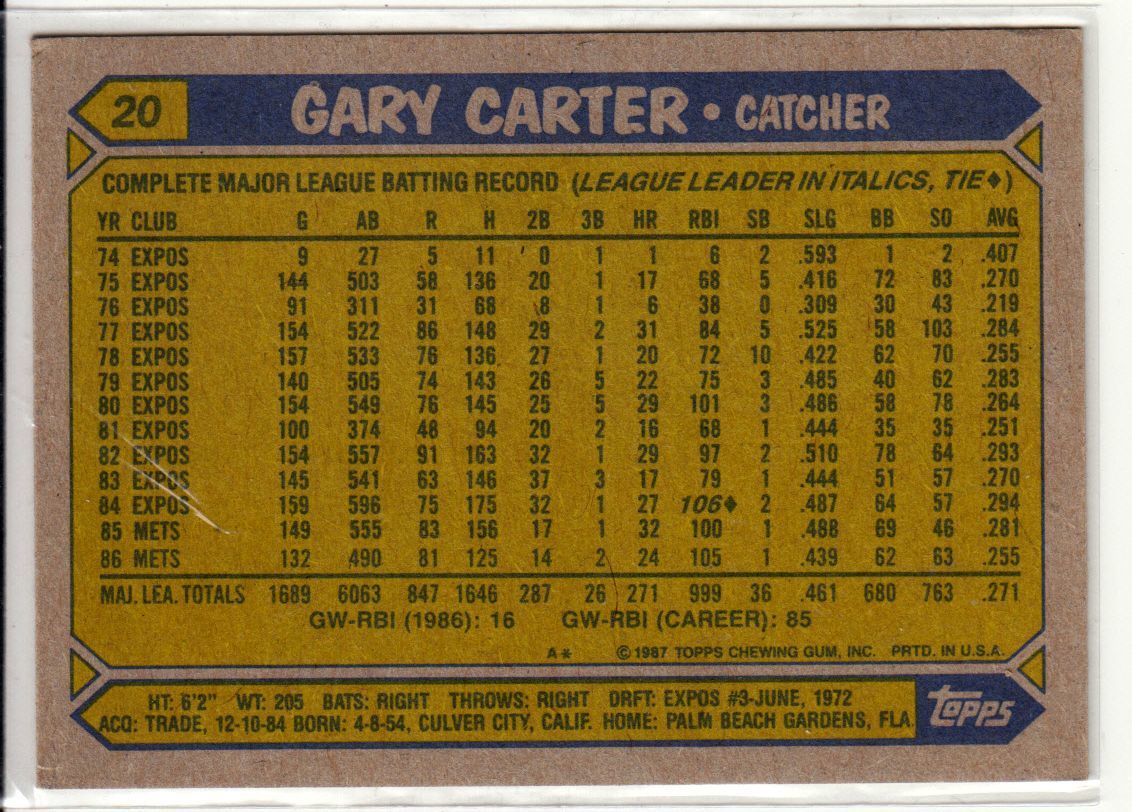 20 GARY CARTER • CATCHER
COMPLETE MAJOR LEAGUE BATTING RECORD (LEAGUE LEADER IN ITALICS, TIE♦)
YR CLUB G AB R H 2B 3B HR RBI SB SLG BB SO AVG
74 EXPOS 9 27 5 11 0 1 1 6 2 .593 1 2 .407
75 EXPOS 144 503 58 136 20 1 17 68 5 .416 72 83 .270
76 EXPOS 91 311 31 68 8 1 6 38 0 .309 30 43 .219
77 EXPOS 154 522 86 148 29 2 31 84 5 .525 58 103 .284
78 EXPOS 157 533 76 136 27 1 20 72 10 .422 62 70 .255
79 EXPOS 140 505 74 143 26 5 22 75 3 .485 40 62 .283
80 EXPOS 154 549 76 145 25 5 29 101 3 .486 58 78 .264
81 EXPOS 100 374 48 94 20 2 16 68 1 .444 35 35 .251
82 EXPOS 154 557 91 163 32 1 29 97 2 .510 78 64 .293
83 EXPOS 145 541 63 146 37 3 17 79 1 .444 51 57 .270
84 EXPOS 159 596 75 175 32 1 27 106♦ 2 .487 64 57 .294
85 METS 149 555 83 156 17 1 32 100 1 .488 69 46 .281
86 METS 132 490 81 125 14 2 24 105 1 .439 62 63 .255
MAJ. LEA. TOTALS 1689 6063 847 1646 287 26 271 999 36 .461 680 763 .271
GW-RBI (1986): 16 GW-RBI (CAREER): 85
A* ©1987 TOPPS CHEWING GUM, INC. PRTD. IN U.S.A.
HT: 6'2" WT: 205 BATS: RIGHT THROWS: RIGHT DRFT: EXPOS #3-JUNE, 1972
ACQ: TRADE, 12-10-84 BORN: 4-8-54, CULVER CITY, CALIF. HOME: PALM BEACH GARDENS, FLA.
Topps